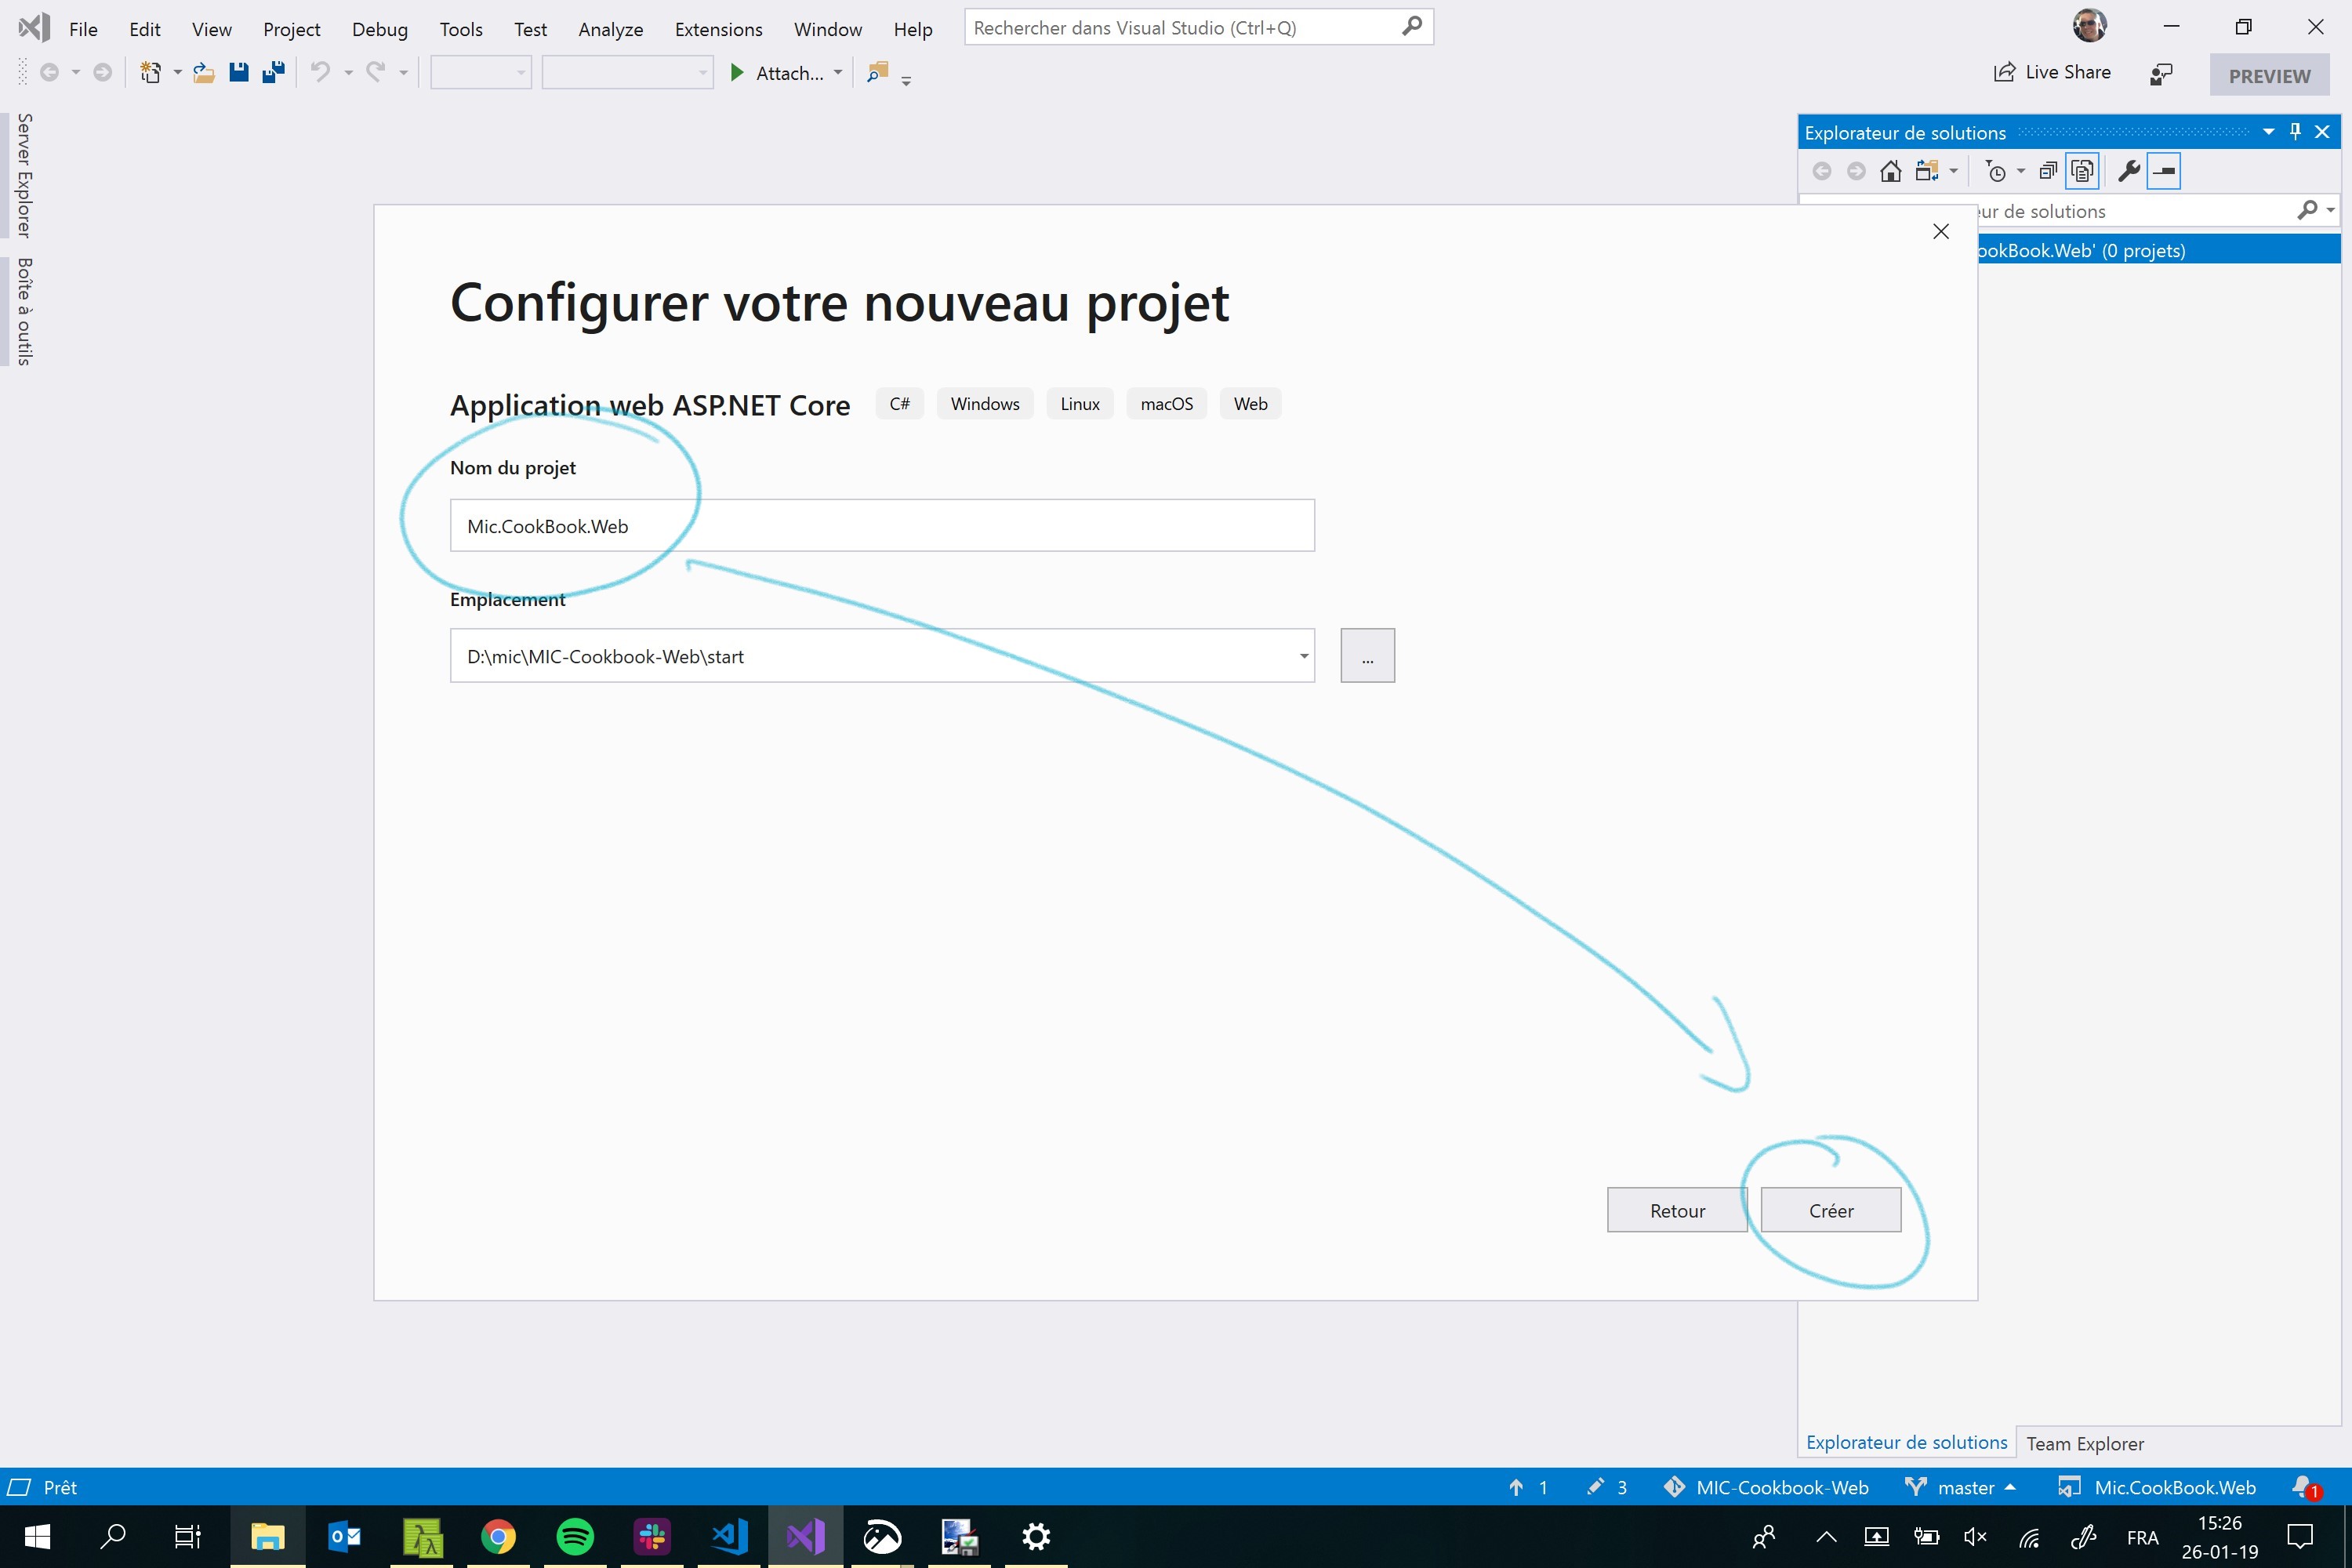 File Edit View Project Debug Tools Test Analyze Extensions Window Help Rechercher dans Visual Studio (Ctrl+Q)
Attach... Live Share PREVIEW
Server Explorer
Boîte à outils
Explorateur de solutions
ur de solutions
ookBook.Web' (0 projets)
Configurer votre nouveau projet
Application web ASP.NET Core C# Windows Linux macOS Web
Nom du projet
Mic.CookBook.Web
Emplacement
D:\mic\MIC-Cookbook-Web\start
...
Retour Créer
Explorateur de solutions Team Explorer
Prêt 1 3 MIC-Cookbook-Web master Mic.CookBook.Web 1
FRA 15:26
26-01-19